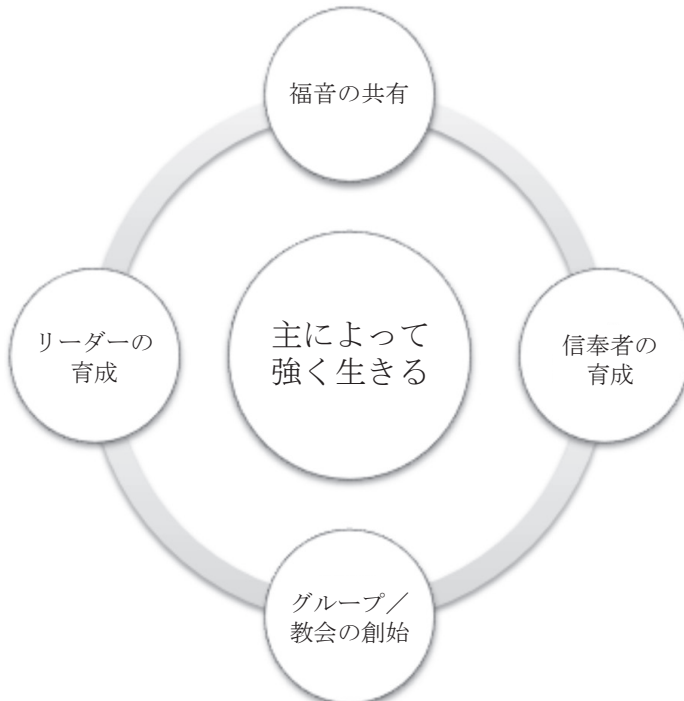 福音の共有
リーダーの
育成
主によって
強く生きる
信奉者の
育成
グループ／
教会の創始